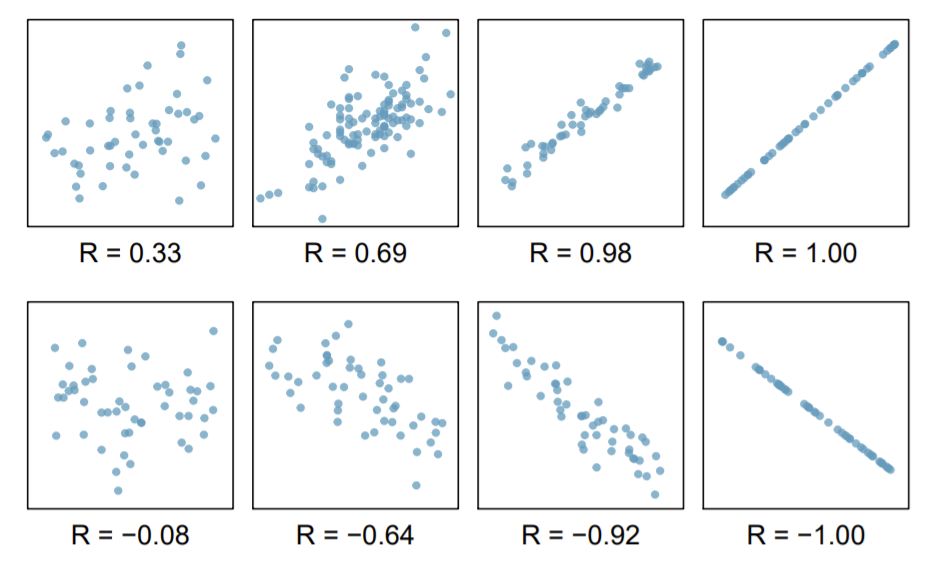 R = 0.33
R = 0.69
R = 0.98
R = 1.00
R = −0.08
R = −0.64
R = −0.92
R = −1.00